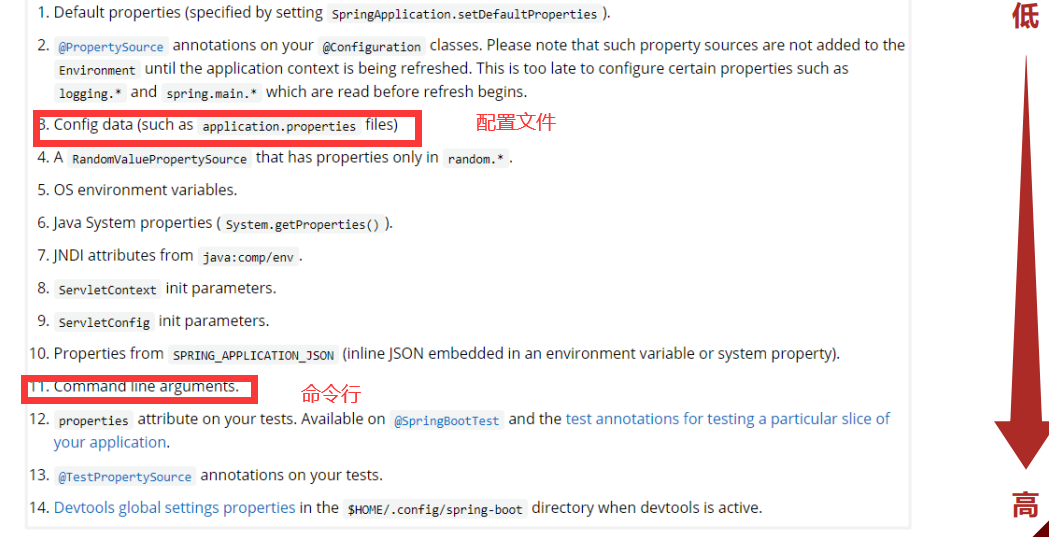 1. Default properties (specified by setting SpringApplication.setDefaultProperties ).
低
2. @PropertySource annotations on your @Configuration classes. Please note that such property sources are not added to the
Environment until the application context is being refreshed. This is too late to configure certain properties such as
logging.* and spring.main.* which are read before refresh begins.
3. Config data (such as application.properties files)
配置文件
4. A RandomValuePropertySource that has properties only in random.* .
5. OS environment variables.
6. Java System properties ( System.getProperties() ).
7. JNDI attributes from java:comp/env .
8. ServletContext init parameters.
9. ServletConfig init parameters.
10. Properties from SPRING_APPLICATION_JSON (inline JSON embedded in an environment variable or system property).
11. Command line arguments.
命令行
12. properties attribute on your tests. Available on @SpringBootTest and the test annotations for testing a particular slice of
your application.
13. @TestPropertySource annotations on your tests.
14. Devtools global settings properties in the $HOME/.config/spring-boot directory when devtools is active.
高